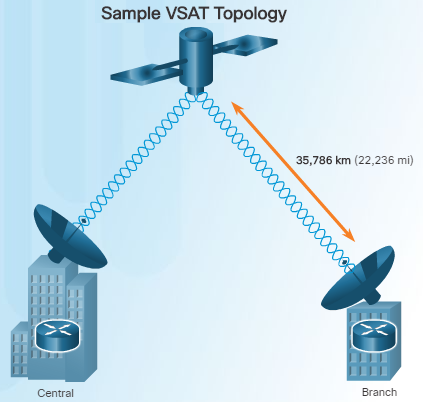 Sample VSAT Topology
35,786 km (22,236 mi)
Central
Branch